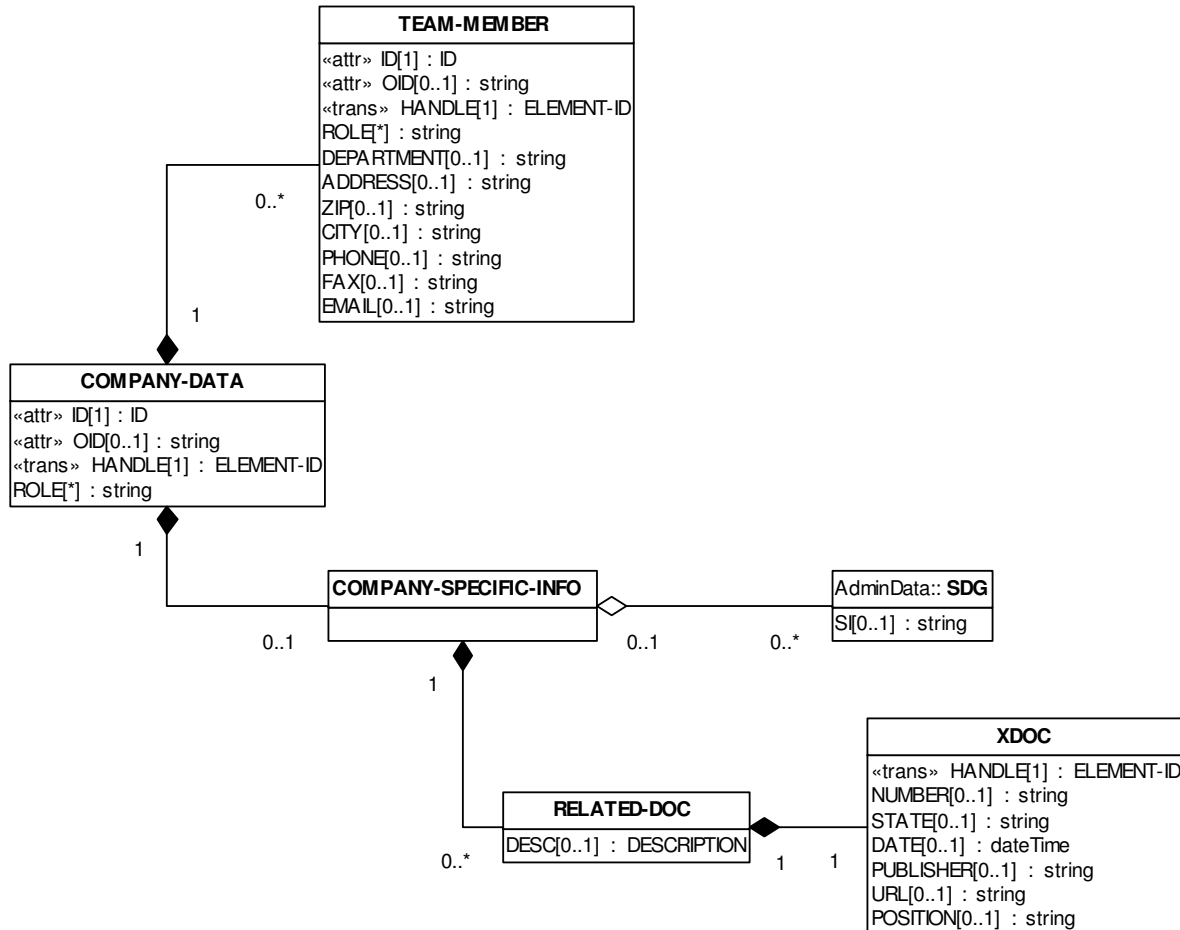 TEAM-MEMBER
«attr» ID[1] : ID
«attr» OID[0..1] : string
«trans» HANDLE[1] : ELEMENT-ID
ROLE[*] : string
DEPARTMENT[0..1] : string
ADDRESS[0..1] : string
ZIP[0..1] : string
CITY[0..1] : string
PHONE[0..1] : string
FAX[0..1] : string
EMAIL[0..1] : string
0..*
1
COMPANY-DATA
«attr» ID[1] : ID
«attr» OID[0..1] : string
«trans» HANDLE[1] : ELEMENT-ID
ROLE[*] : string
1
0..1
COMPANY-SPECIFIC-INFO
0..1
0..*
AdminData:: SDG
SI[0..1] : string
1
0..*
RELATED-DOC
DESC[0..1] : DESCRIPTION
1
1
XDOC
«trans» HANDLE[1] : ELEMENT-ID
NUMBER[0..1] : string
STATE[0..1] : string
DATE[0..1] : dateTime
PUBLISHER[0..1] : string
URL[0..1] : string
POSITION[0..1] : string